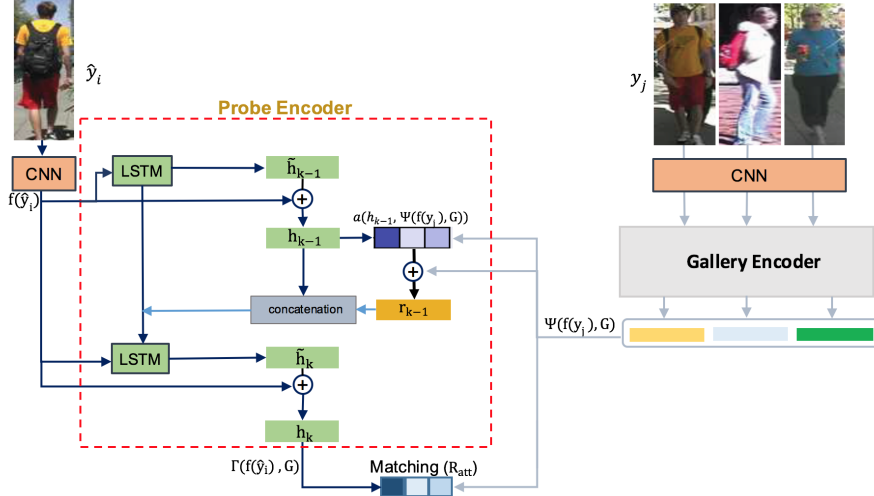 ŷᵢ
yⱼ
Probe Encoder
CNN
LSTM
h̃ₖ₋₁
CNN
f(ŷᵢ)
a(hₖ₋₁, Ψ(f(yⱼ), G))
hₖ₋₁
Gallery Encoder
concatenation
rₖ₋₁
Ψ(f(yⱼ), G)
LSTM
h̃ₖ
hₖ
Γ(f(ŷᵢ) , G)
Matching (Rₐₜₜ)